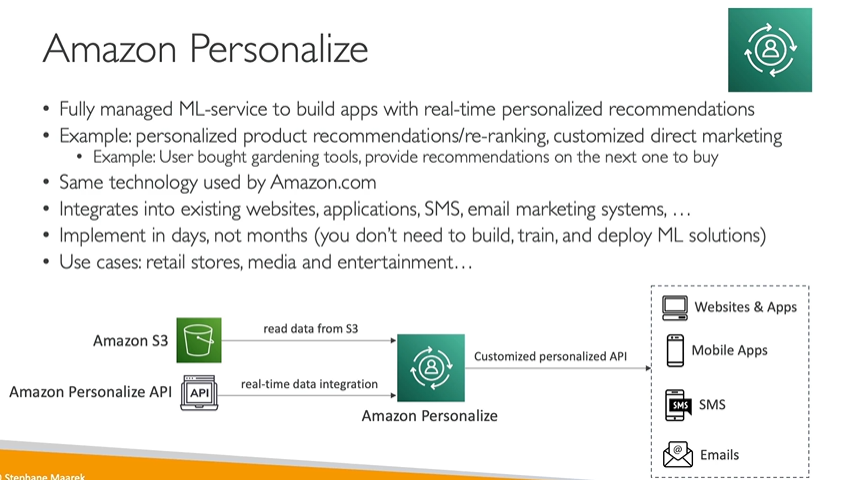 Amazon Personalize
• Fully managed ML-service to build apps with real-time personalized recommendations
• Example: personalized product recommendations/re-ranking, customized direct marketing
• Example: User bought gardening tools, provide recommendations on the next one to buy
• Same technology used by Amazon.com
• Integrates into existing websites, applications, SMS, email marketing systems, …
• Implement in days, not months (you don't need to build, train, and deploy ML solutions)
• Use cases: retail stores, media and entertainment…
Amazon S3
read data from S3
Amazon Personalize API
API
real-time data integration
Amazon Personalize
Customized personalized API
Websites & Apps
Mobile Apps
SMS
SMS
@
Emails
Stephane Maarek